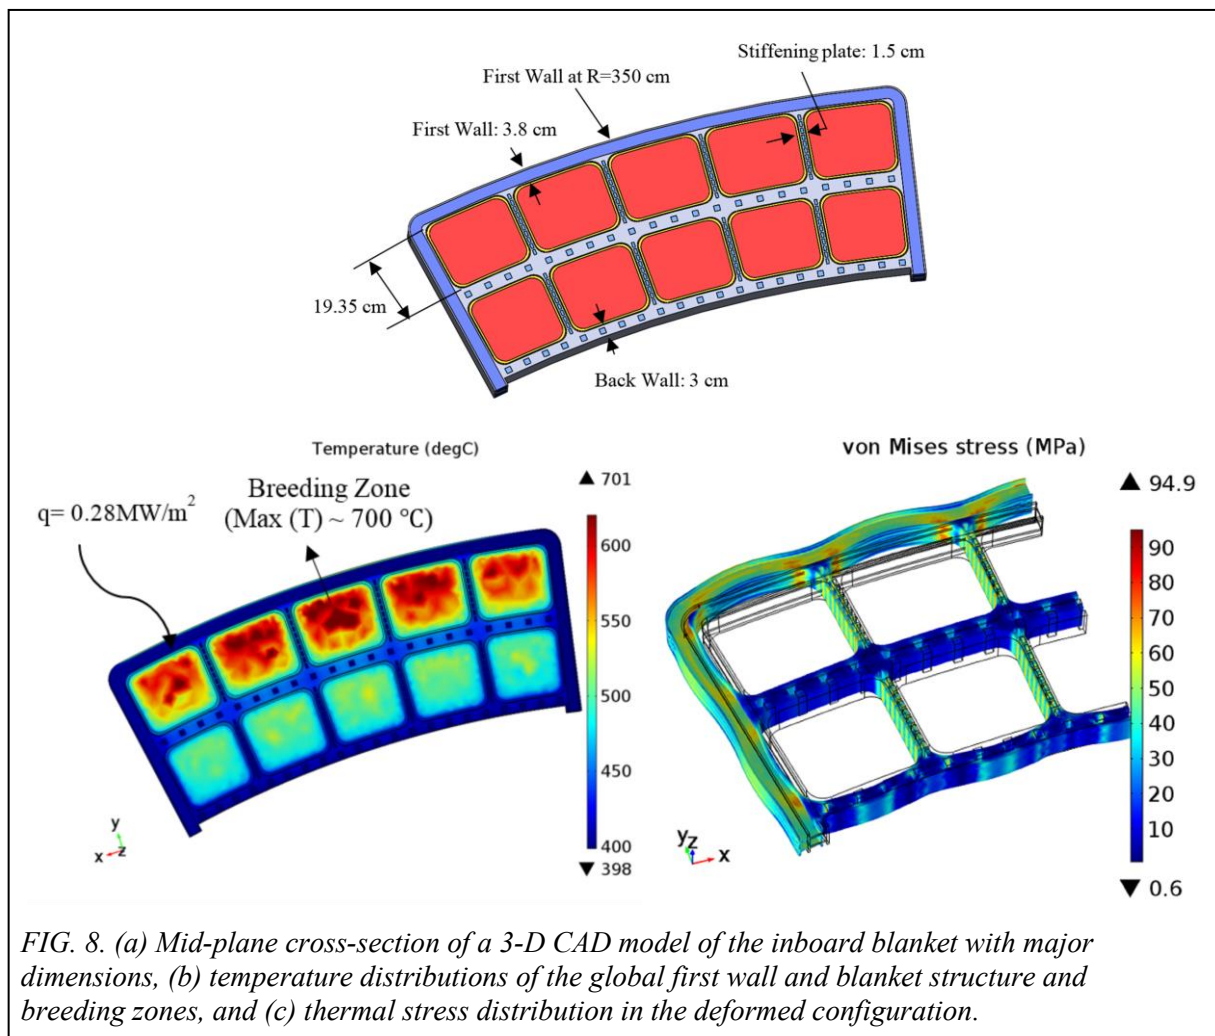 Stiffening plate: 1.5 cm
First Wall at R=350 cm
First Wall: 3.8 cm
19.35 cm
Back Wall: 3 cm
Temperature (degC)
▲ 701
Breeding Zone
(Max (T) ~ 700 °C)
q= 0.28MW/m²
600
550
500
450
400
▼ 398
y
x
z
von Mises stress (MPa)
▲ 94.9
90
80
70
60
50
40
30
20
10
▼ 0.6
y
z
x
FIG. 8. (a) Mid-plane cross-section of a 3-D CAD model of the inboard blanket with major
dimensions, (b) temperature distributions of the global first wall and blanket structure and
breeding zones, and (c) thermal stress distribution in the deformed configuration.